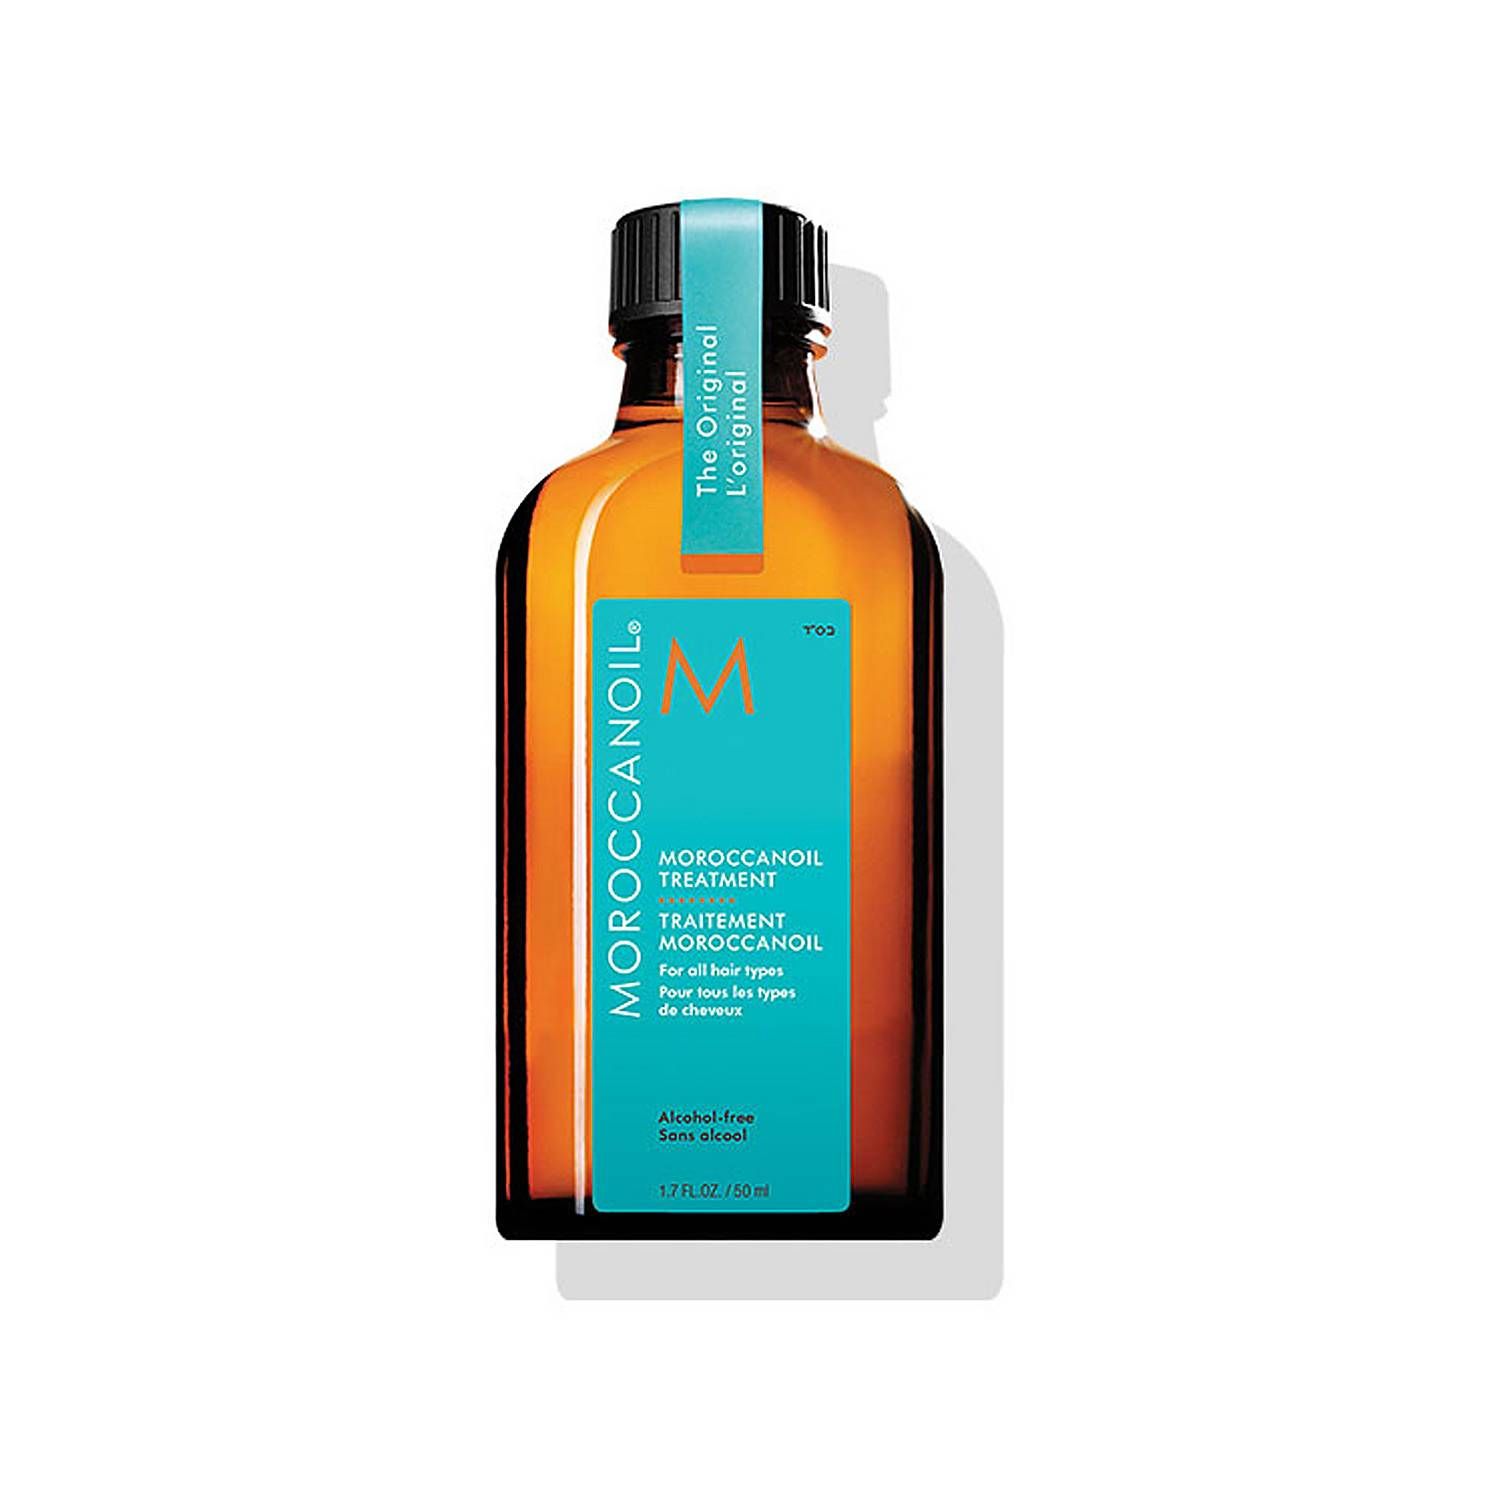 The Original
L'original
MOROCCANOIL®
M
MOROCCANOIL
TREATMENT
TRAITEMENT
MOROCCANOIL
For all hair types
Pour tous les types
de cheveux
Alcohol-free
Sans alcool
1.7 FL.OZ. / 50 ml